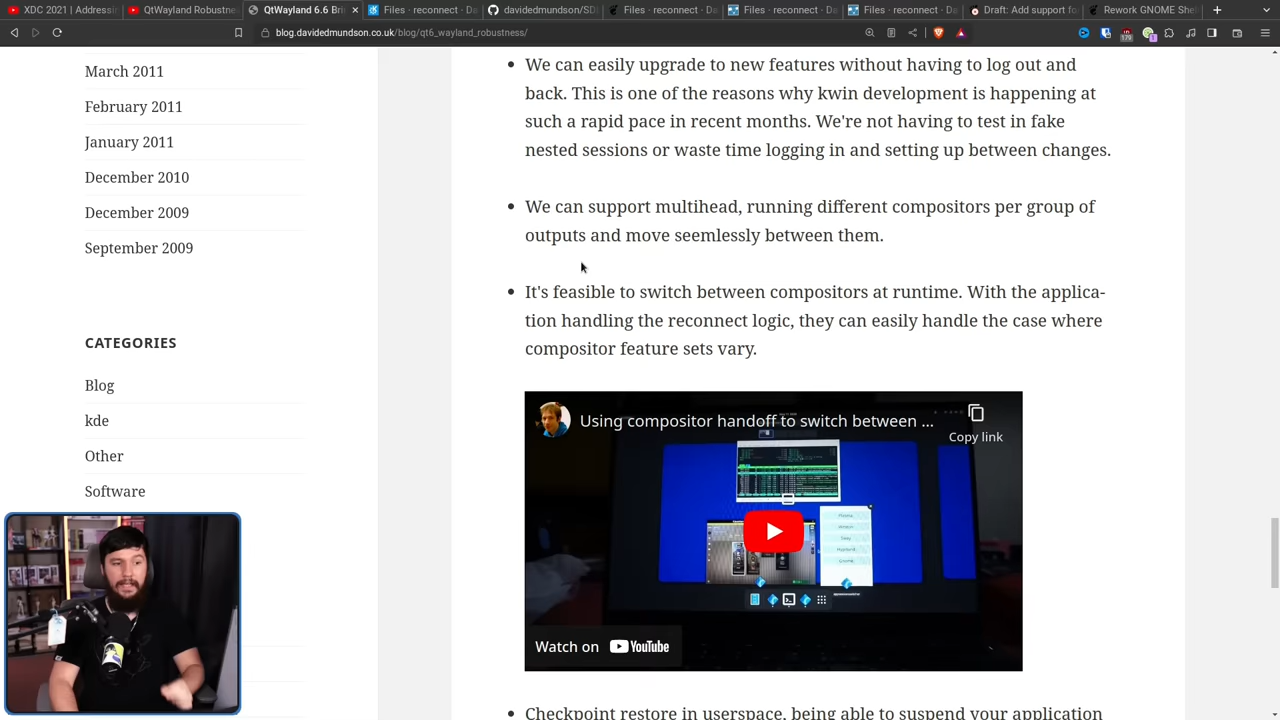 XDC 2021 | Addressi
QtWayland Robustne
QtWayland 6.6 Bri
Files · reconnect · Da
davidedmundson/SD
Files · reconnect · Da
Files · reconnect · Da
Files · reconnect · Da
Draft: Add support fo
Rework GNOME She
blog.davidedmundson.co.uk/blog/qt6_wayland_robustness/
179
1
March 2011
February 2011
January 2011
December 2010
December 2009
September 2009
CATEGORIES
Blog
kde
Other
Software
• We can easily upgrade to new features without having to log out and
back. This is one of the reasons why kwin development is happening at
such a rapid pace in recent months. We're not having to test in fake
nested sessions or waste time logging in and setting up between changes.
• We can support multihead, running different compositors per group of
outputs and move seemlessly between them.
• It's feasible to switch between compositors at runtime. With the applica-
tion handling the reconnect logic, they can easily handle the case where
compositor feature sets vary.
Using compositor handoff to switch between ...
Copy link
Watch on YouTube
• Checkpoint restore in userspace, being able to suspend your application